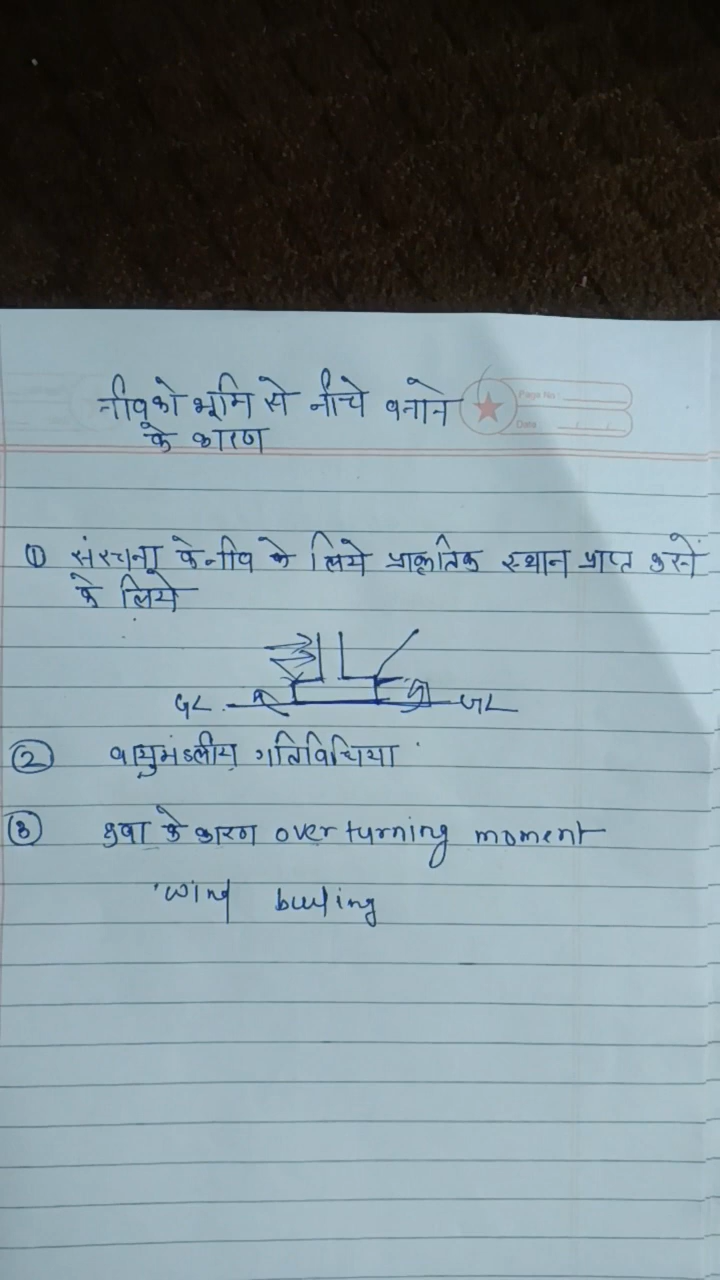 नीव को भूमि से नीचे बनाने
के कारण
Page No
Date
① संरचना के नीव के लिये प्राकृतिक स्थान प्राप्त करने
के लिये
GL GL
② वायुमंडलीय गतिविधिया
③ हवा के कारण over turning moment
wind